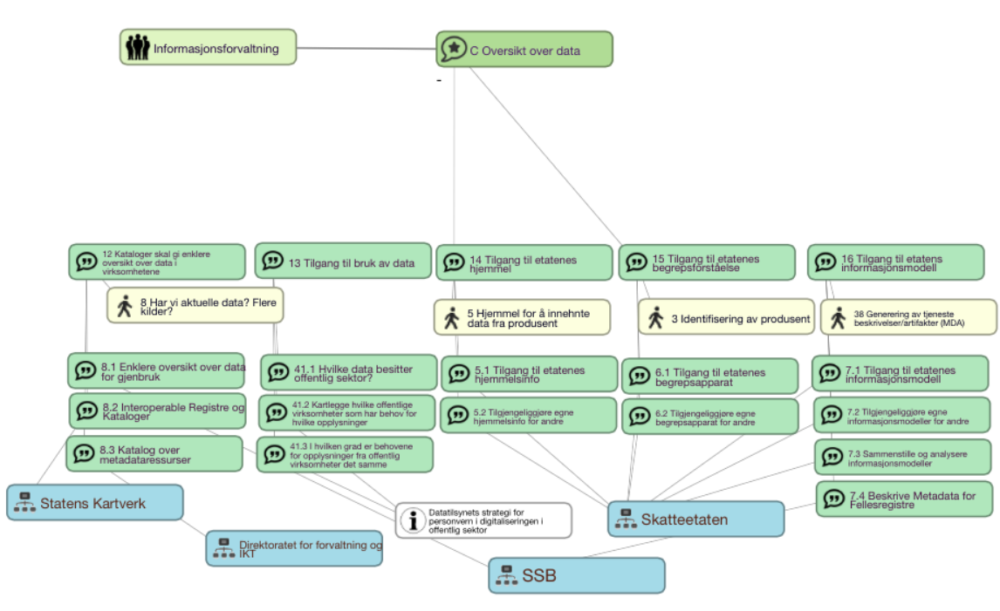 Informasjonsforvaltning
C Oversikt over data
-
12 Kataloger skal gi enklere
oversikt over data i
virksomhetene
13 Tilgang til bruk av data
14 Tilgang til etatenes
hjemmel
15 Tilgang til etatenes
begrepsforståelse
16 Tilgang til etatens
informasjonsmodell
8 Har vi aktuelle data? Flere
kilder?
5 Hjemmel for å innehnte
data fra produsent
3 Identifisering av produsent
38 Generering av tjeneste
beskrivelser/artifakter (MDA)
8.1 Enklere oversikt over data
for gjenbruk
41.1 Hvilke data besitter
offentlig sektor?
5.1 Tilgang til etatenes
hjemmelsinfo
6.1 Tilgang til etatenes
begrepsapparat
7.1 Tilgang til etatenes
informasjonsmodell
8.2 Interoperable Registre og
Kataloger
41.2 Kartlegge hvilke offentlige
virksomheter som har behov for
hvilke opplysninger
5.2 Tilgjengeliggjøre egne
hjemmelsinfo for andre
6.2 Tilgjengeliggjøre egne
begrepsapparat for andre
7.2 Tilgjengeliggjøre egne
informasjonsmodeller for andre
8.3 Katalog over
metadataressurser
41.3 I hvilken grad er behovene
for opplysninger fra offentlig
virksomheter det samme
7.3 Sammenstille og analysere
informasjonsmodeller
7.4 Beskrive Metadata for
Fellesregistre
Statens Kartverk
Datatilsynets strategi for
personvern i digitaliseringen i
offentlig sektor
Skatteetaten
Direktoratet for forvaltning og
IKT
SSB